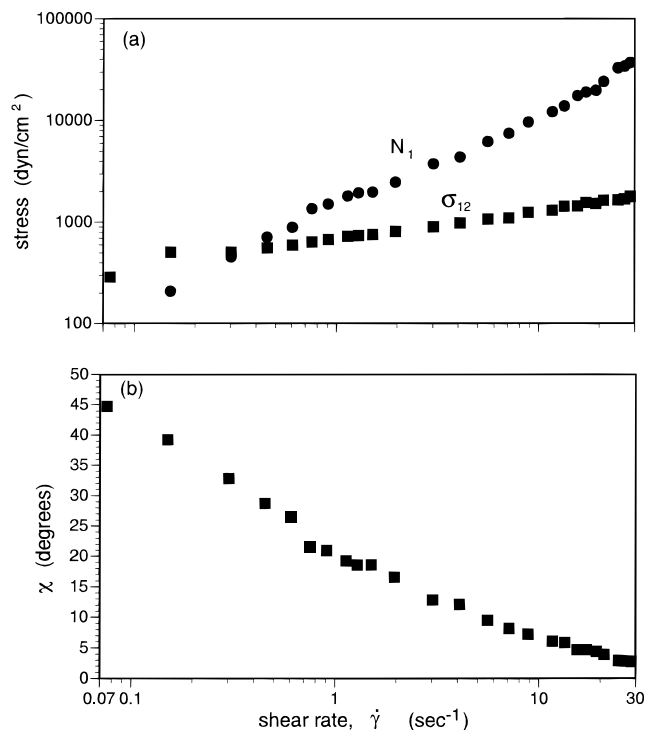 100000
(a)
10000
N₁
stress (dyn/cm²)
1000
σ₁₂
100
50
(b)
45
40
35
30
25
χ (degrees)
20
15
10
5
0
0.07 0.1 1 10 30
shear rate, γ̇ (sec⁻¹)